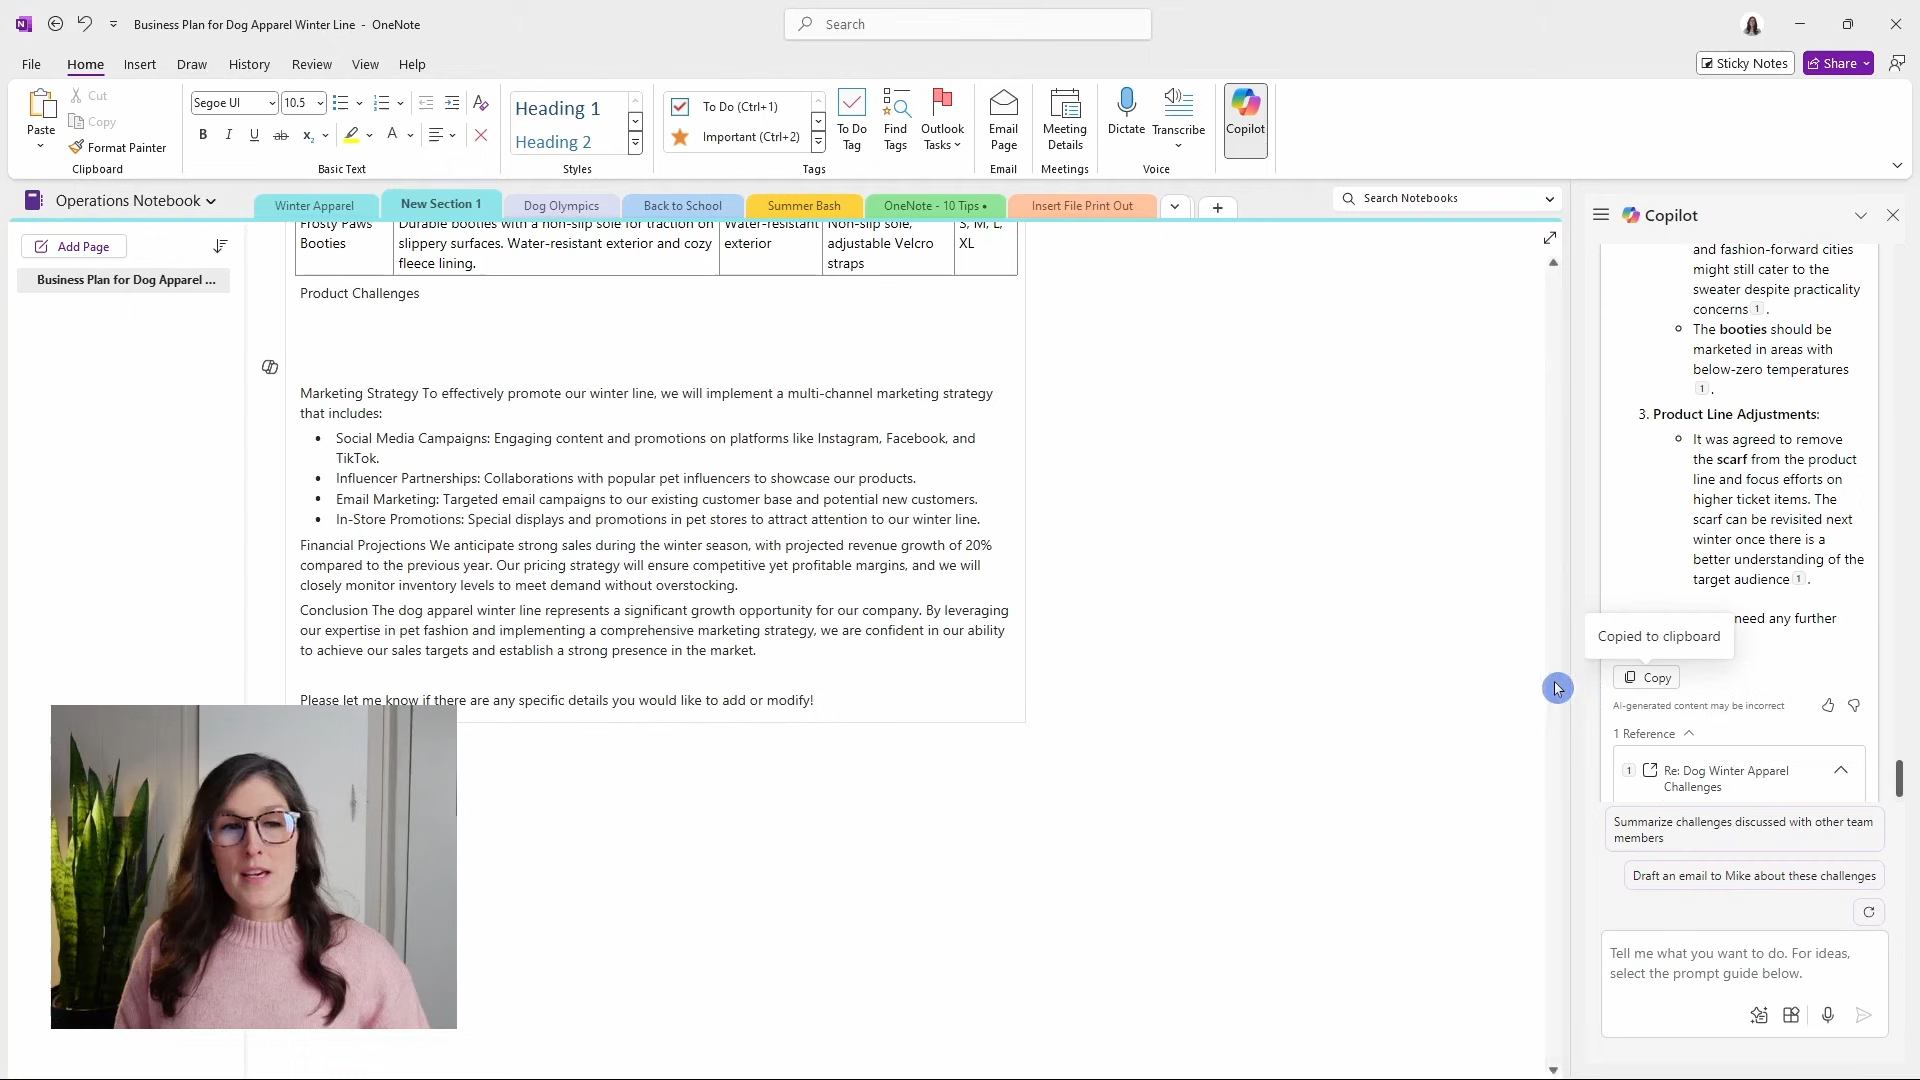 Business Plan for Dog Apparel Winter Line - OneNote
Search
File
Home
Insert
Draw
History
Review
View
Help
Sticky Notes
Share
Paste
Cut
Copy
Format Painter
Clipboard
Segoe UI
10.5
B
I
U
ab
Basic Text
Heading 1
Heading 2
Styles
To Do (Ctrl+1)
Important (Ctrl+2)
To Do
Tag
Find
Tags
Outlook
Tasks
Tags
Email
Page
Email
Meeting
Details
Meetings
Dictate
Transcribe
Voice
Copilot
Operations Notebook
Winter Apparel
New Section 1
Dog Olympics
Back to School
Summer Bash
OneNote - 10 Tips •
Insert File Print Out
Search Notebooks
Add Page
Business Plan for Dog Apparel ...
Frosty Paws
Booties
Durable booties with a non-slip sole for traction on
slippery surfaces. Water-resistant exterior and cozy
fleece lining.
Water-resistant
exterior
Non-slip sole,
adjustable Velcro
straps
S, M, L,
XL
Product Challenges
Marketing Strategy To effectively promote our winter line, we will implement a multi-channel marketing strategy
that includes:
• Social Media Campaigns: Engaging content and promotions on platforms like Instagram, Facebook, and
TikTok.
• Influencer Partnerships: Collaborations with popular pet influencers to showcase our products.
• Email Marketing: Targeted email campaigns to our existing customer base and potential new customers.
• In-Store Promotions: Special displays and promotions in pet stores to attract attention to our winter line.
Financial Projections We anticipate strong sales during the winter season, with projected revenue growth of 20%
compared to the previous year. Our pricing strategy will ensure competitive yet profitable margins, and we will
closely monitor inventory levels to meet demand without overstocking.
Conclusion The dog apparel winter line represents a significant growth opportunity for our company. By leveraging
our expertise in pet fashion and implementing a comprehensive marketing strategy, we are confident in our ability
to achieve our sales targets and establish a strong presence in the market.
Please let me know if there are any specific details you would like to add or modify!
Copilot
and fashion-forward cities
might still cater to the
sweater despite practicality
concerns 1 .
The booties should be
marketed in areas with
below-zero temperatures
1 .
3. Product Line Adjustments:
It was agreed to remove
the scarf from the product
line and focus efforts on
higher ticket items. The
scarf can be revisited next
winter once there is a
better understanding of the
target audience 1 .
need any further
Copied to clipboard
Copy
AI-generated content may be incorrect
1 Reference
1 Re: Dog Winter Apparel
Challenges
Summarize challenges discussed with other team
members
Draft an email to Mike about these challenges
Tell me what you want to do. For ideas,
select the prompt guide below.